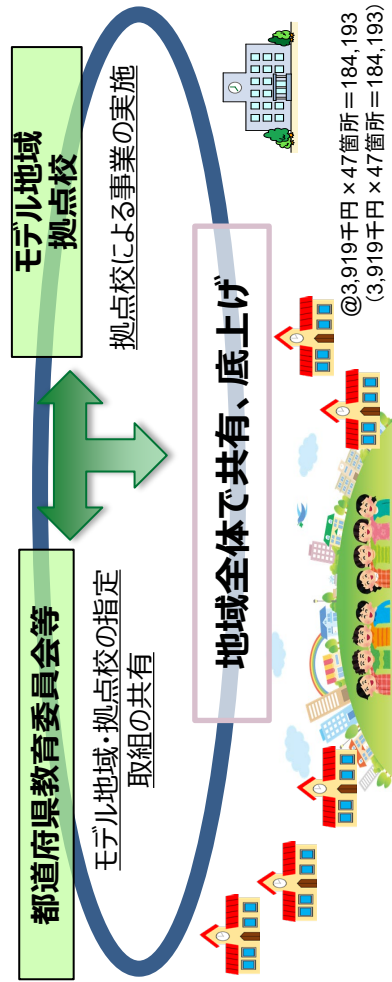 都道府県教育委員会等
モデル地域・拠点校の指定
取組の共有
モデル地域
拠点校
拠点校による事業の実施
地域全体で共有、底上げ
@3,919千円×47箇所=184,193
(3,919千円×47箇所=184,193)